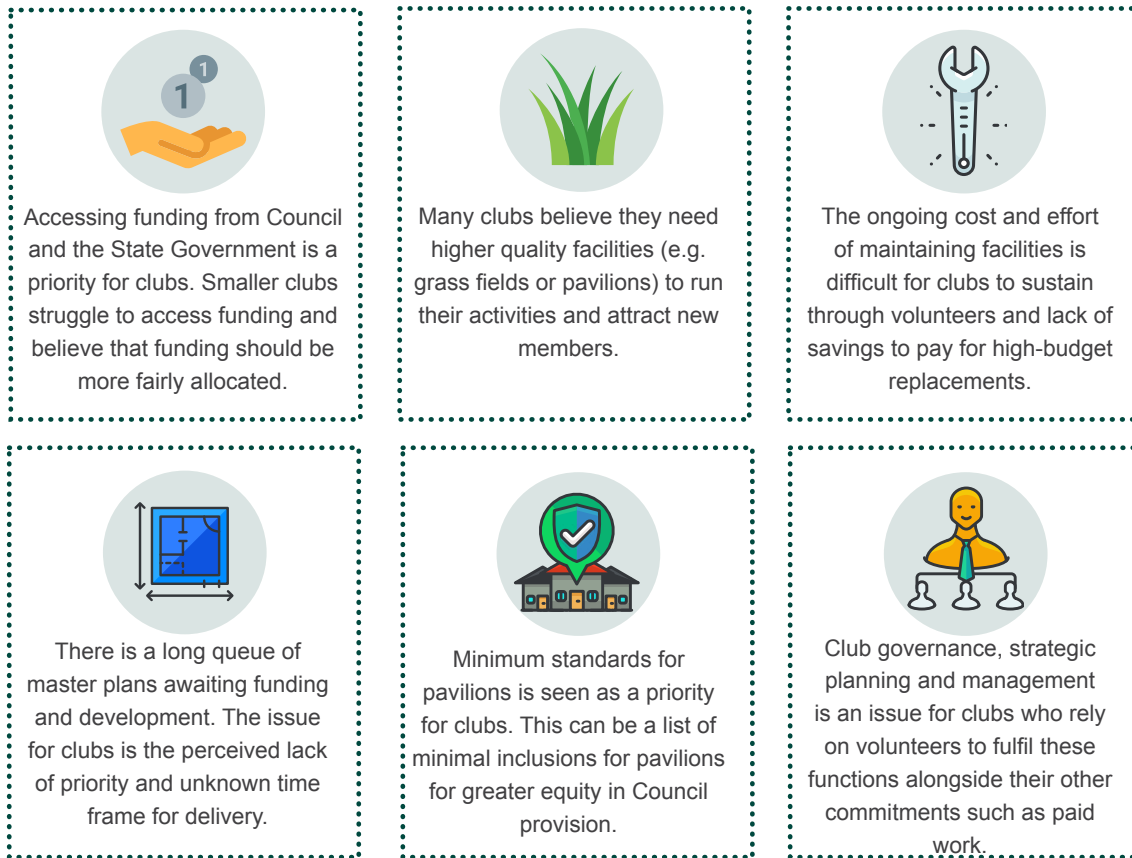 1
1
Accessing funding from Council
and the State Government is a
priority for clubs. Smaller clubs
struggle to access funding and
believe that funding should be
more fairly allocated.
Many clubs believe they need
higher quality facilities (e.g.
grass fields or pavilions) to run
their activities and attract new
members.
The ongoing cost and effort
of maintaining facilities is
difficult for clubs to sustain
through volunteers and lack of
savings to pay for high-budget
replacements.
There is a long queue of
master plans awaiting funding
and development. The issue
for clubs is the perceived lack
of priority and unknown time
frame for delivery.
Minimum standards for
pavilions is seen as a priority
for clubs. This can be a list of
minimal inclusions for pavilions
for greater equity in Council
provision.
Club governance, strategic
planning and management
is an issue for clubs who rely
on volunteers to fulfil these
functions alongside their other
commitments such as paid
work.